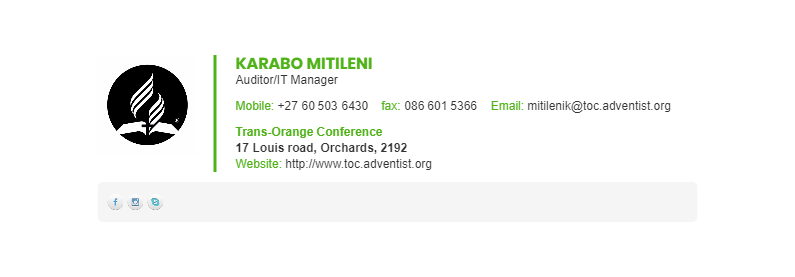 KARABO MITILENI
Auditor/IT Manager
Mobile: +27 60 503 6430 fax: 086 601 5366 Email: mitilenik@toc.adventist.org
Trans-Orange Conference
17 Louis road, Orchards, 2192
Website: http://www.toc.adventist.org